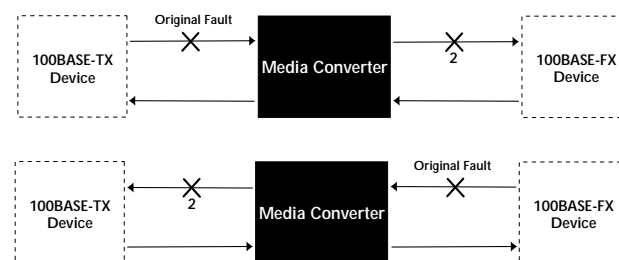 Original Fault
100BASE-TX
Device
Media Converter
2
100BASE-FX
Device
Original Fault
100BASE-TX
Device
2
Media Converter
100BASE-FX
Device